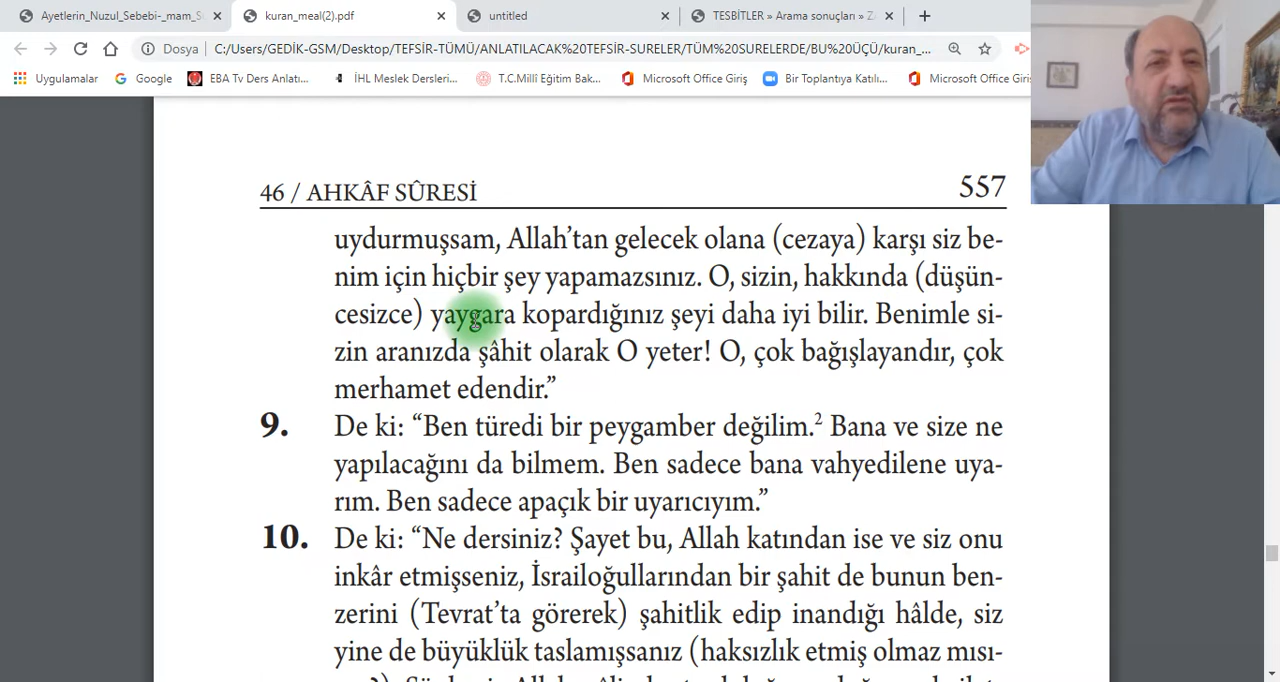 Ayetlerin_Nuzul_Sebebi-_mam_S
kuran_meal(2).pdf
untitled
TESBİTLER » Arama sonuçları »
Dosya
C:/Users/GEDİK-GSM/Desktop/TEFSİR-TÜMÜ/ANLATILACAK%20TEFSİR-SURELER/TÜM%20SURELERDE/BU%20ÜÇÜ/kuran_...
Uygulamalar
Google
EBA Tv Ders Anlatı...
İHL Meslek Dersleri...
T.C.Millî Eğitim Bak...
Microsoft Office Giriş
Bir Toplantıya Katılı...
Microsoft Office Giri
46 / AHKÂF SÛRESİ 557
uydurmuşsam, Allah’tan gelecek olana (cezaya) karşı siz be-
nim için hiçbir şey yapamazsınız. O, sizin, hakkında (düşün-
cesizce) yaygara kopardığınız şeyi daha iyi bilir. Benimle si-
zin aranızda şâhit olarak O yeter! O, çok bağışlayandır, çok
merhamet edendir.”
9. De ki: “Ben türedi bir peygamber değilim.2 Bana ve size ne
yapılacağını da bilmem. Ben sadece bana vahyedilene uya-
rım. Ben sadece apaçık bir uyarıcıyım.”
10. De ki: “Ne dersiniz? Şayet bu, Allah katından ise ve siz onu
inkâr etmişseniz, İsrailoğullarından bir şahit de bunun ben-
zerini (Tevrat’ta görerek) şahitlik edip inandığı hâlde, siz
yine de büyüklük taslamışsanız (haksızlık etmiş olmaz mısı-